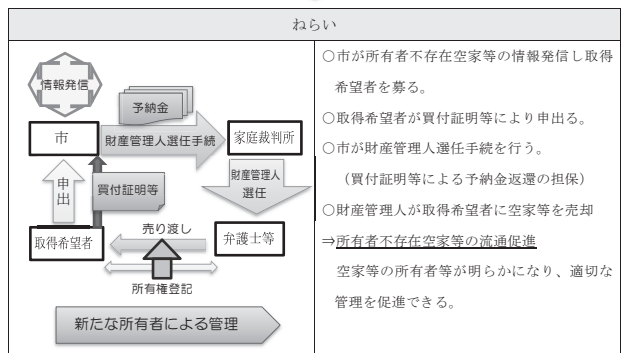 ねらい
情報発信
予納金
市
財産管理人選任手続
家庭裁判所
申出
買付証明等
財産管理人
選任
売り渡し
取得希望者
弁護士等
所有権登記
新たな所有者による管理
○市が所有者不存在空家等の情報発信し取得
希望者を募る。
○取得希望者が買付証明等により申出る。
○市が財産管理人選任手続を行う。
（買付証明等による予納金返還の担保）
○財産管理人が取得希望者に空家等を売却
⇒所有者不存在空家等の流通促進
空家等の所有者等が明らかになり、適切な
管理を促進できる。